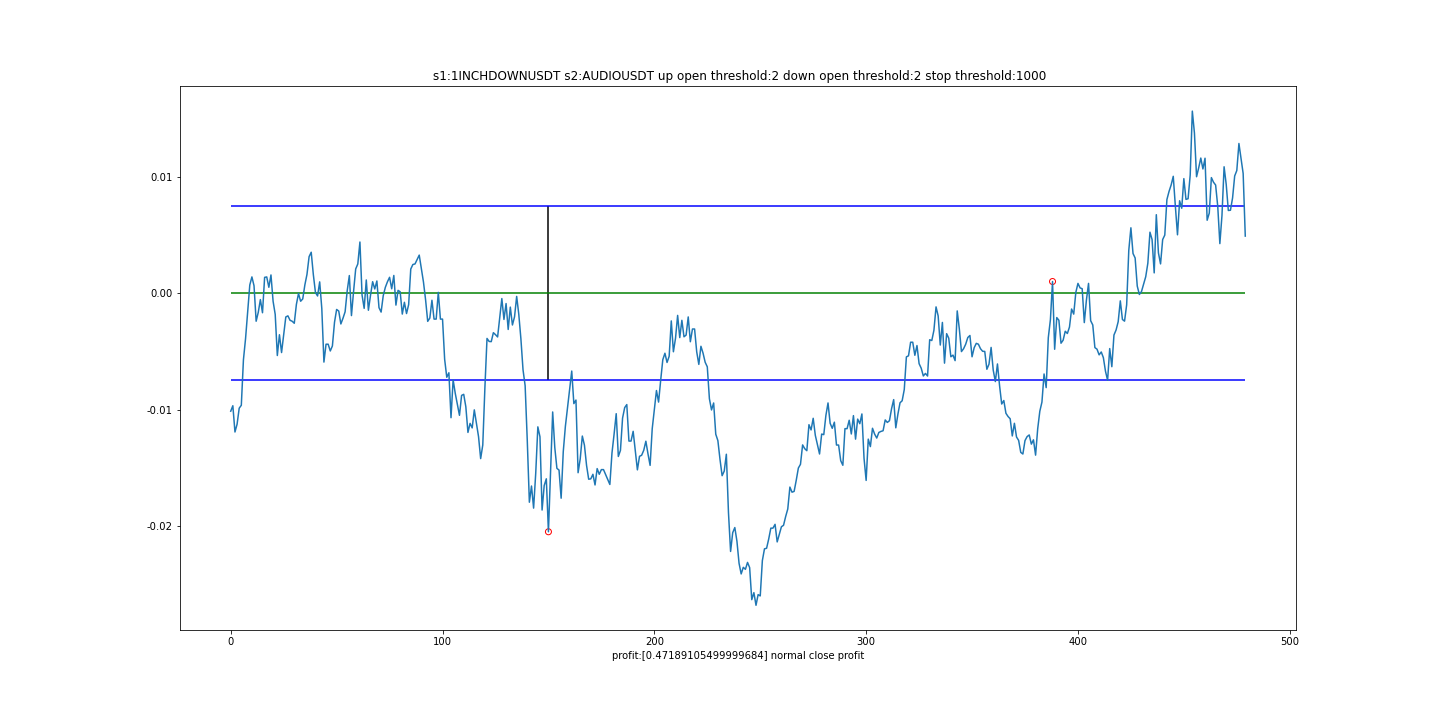 s1:1INCHDOWNUSDT s2:AUDIOUSDT up open threshold:2 down open threshold:2 stop threshold:1000
0.01
0.00
-0.01
-0.02
0 100 200 300 400 500
profit:[0.47189105499999684] normal close profit